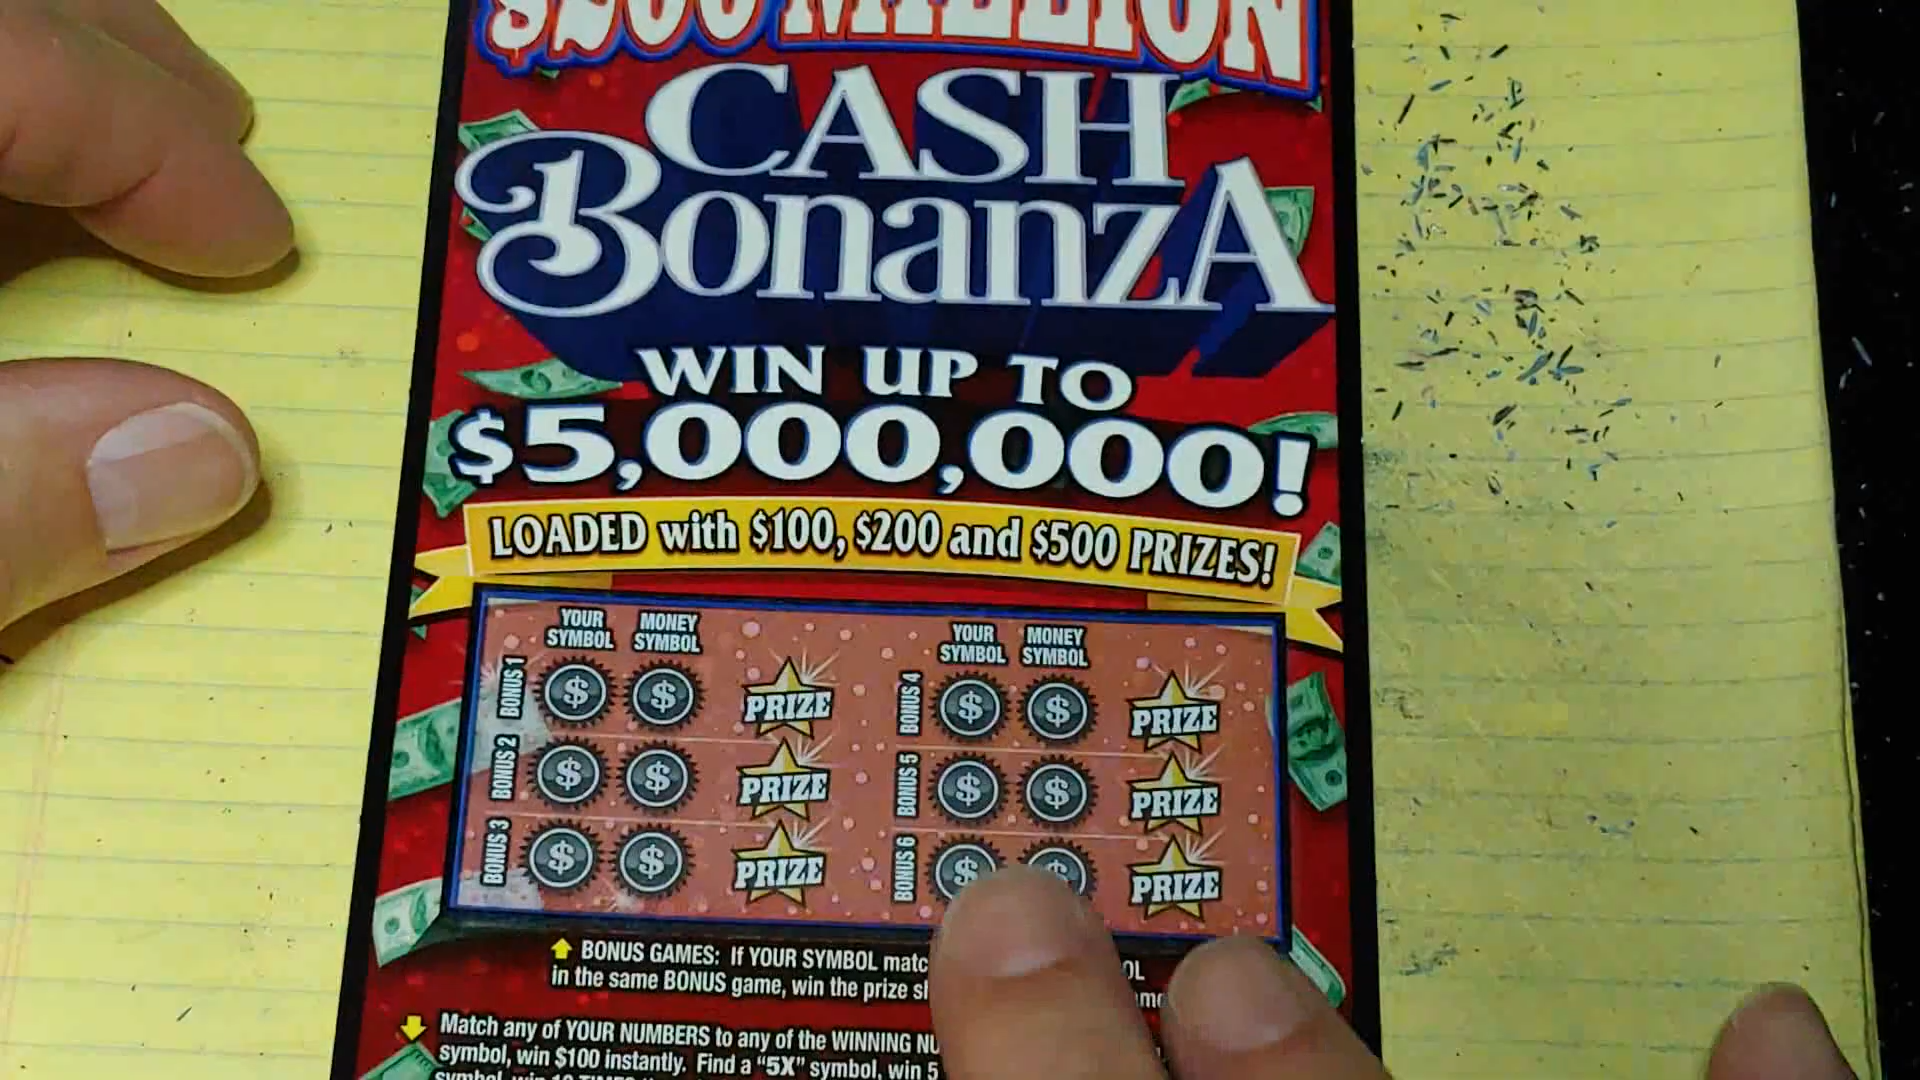 $200 MILLION
CASH
BonanzA
WIN UP TO
$5,000,000!
LOADED with $100, $200 and $500 PRIZES!
YOUR SYMBOL MONEY SYMBOL YOUR SYMBOL MONEY SYMBOL
BONUS 1 $ $ PRIZE BONUS 4 $ $ PRIZE
BONUS 2 $ $ PRIZE BONUS 5 $ $ PRIZE
BONUS 3 $ $ PRIZE BONUS 6 $ $ PRIZE
BONUS GAMES: If YOUR SYMBOL matc OL
in the same BONUS game, win the prize
Match any of YOUR NUMBERS to any of the WINNING NU
symbol, win $100 instantly. Find a "5X" symbol, win 5